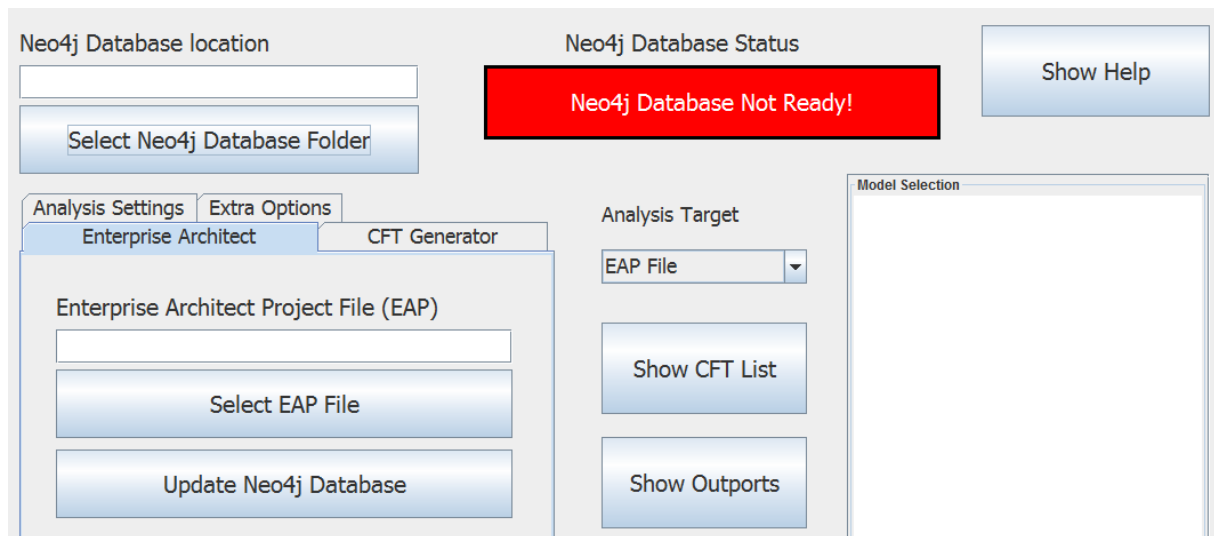 Neo4j Database location
Neo4j Database Status
Show Help
Neo4j Database Not Ready!
Select Neo4j Database Folder
Analysis Settings
Extra Options
Enterprise Architect
CFT Generator
Enterprise Architect Project File (EAP)
Select EAP File
Update Neo4j Database
Analysis Target
EAP File
Show CFT List
Show Outports
Model Selection